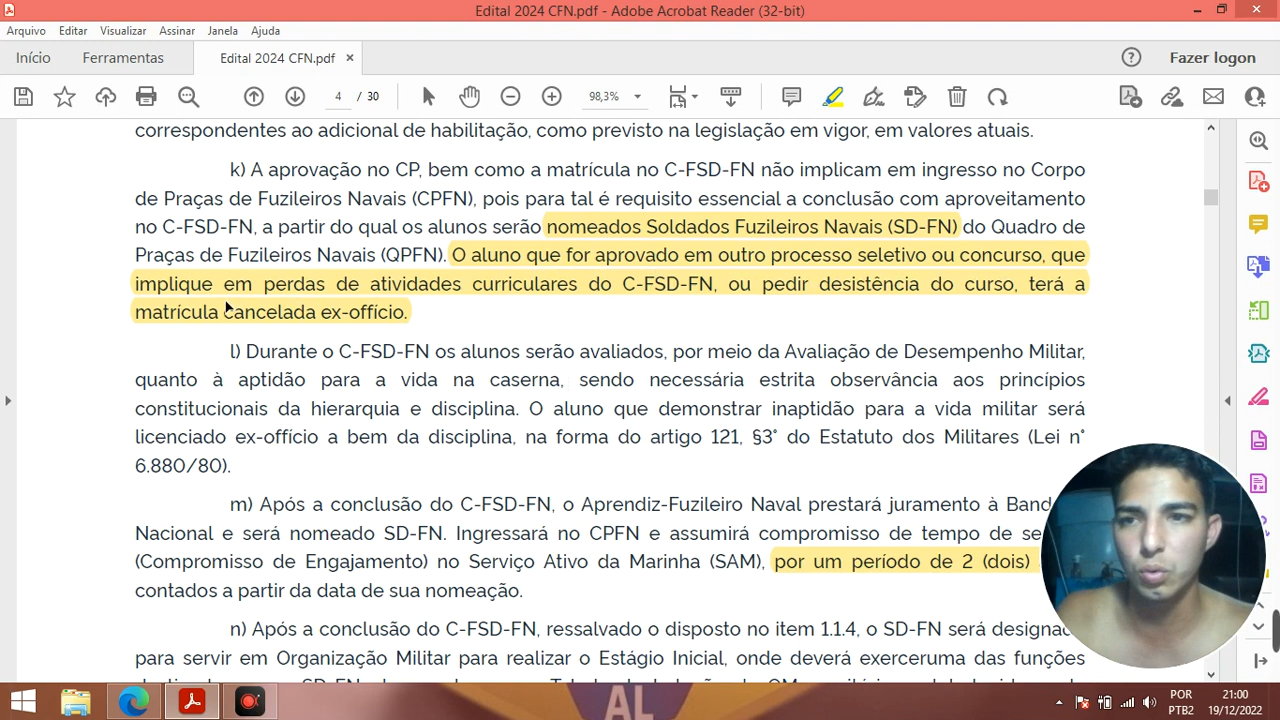 Edital 2024 CFN.pdf - Adobe Acrobat Reader (32-bit)
Arquivo Editar Visualizar Assinar Janela Ajuda
Início Ferramentas Edital 2024 CFN.pdf × Fazer logon
4 / 30 98,3%
correspondentes ao adicional de habilitação, como previsto na legislação em vigor, em valores atuais.
k) A aprovação no CP, bem como a matrícula no C-FSD-FN não implicam em ingresso no Corpo
de Praças de Fuzileiros Navais (CPFN), pois para tal é requisito essencial a conclusão com aproveitamento
no C-FSD-FN, a partir do qual os alunos serão nomeados Soldados Fuzileiros Navais (SD-FN) do Quadro de
Praças de Fuzileiros Navais (QPFN). O aluno que for aprovado em outro processo seletivo ou concurso, que
implique em perdas de atividades curriculares do C-FSD-FN, ou pedir desistência do curso, terá a
matrícula cancelada ex-offício.
l) Durante o C-FSD-FN os alunos serão avaliados, por meio da Avaliação de Desempenho Militar,
quanto à aptidão para a vida na caserna, sendo necessária estrita observância aos princípios
constitucionais da hierarquia e disciplina. O aluno que demonstrar inaptidão para a vida militar será
licenciado ex-offício a bem da disciplina, na forma do artigo 121, §3° do Estatuto dos Militares (Lei n°
6.880/80).
m) Após a conclusão do C-FSD-FN, o Aprendiz-Fuzileiro Naval prestará juramento à
Nacional e será nomeado SD-FN. Ingressará no CPFN e assumirá compromisso de tempo de
(Compromisso de Engajamento) no Serviço Ativo da Marinha (SAM), por um período de 2 (dois)
contados a partir da data de sua nomeação.
n) Após a conclusão do C-FSD-FN, ressalvado o disposto no item 1.1.4, o SD-FN será
para servir em Organização Militar para realizar o Estágio Inicial, onde deverá exerceruma das funções
AL
POR 21:00
PTB2 19/12/2022